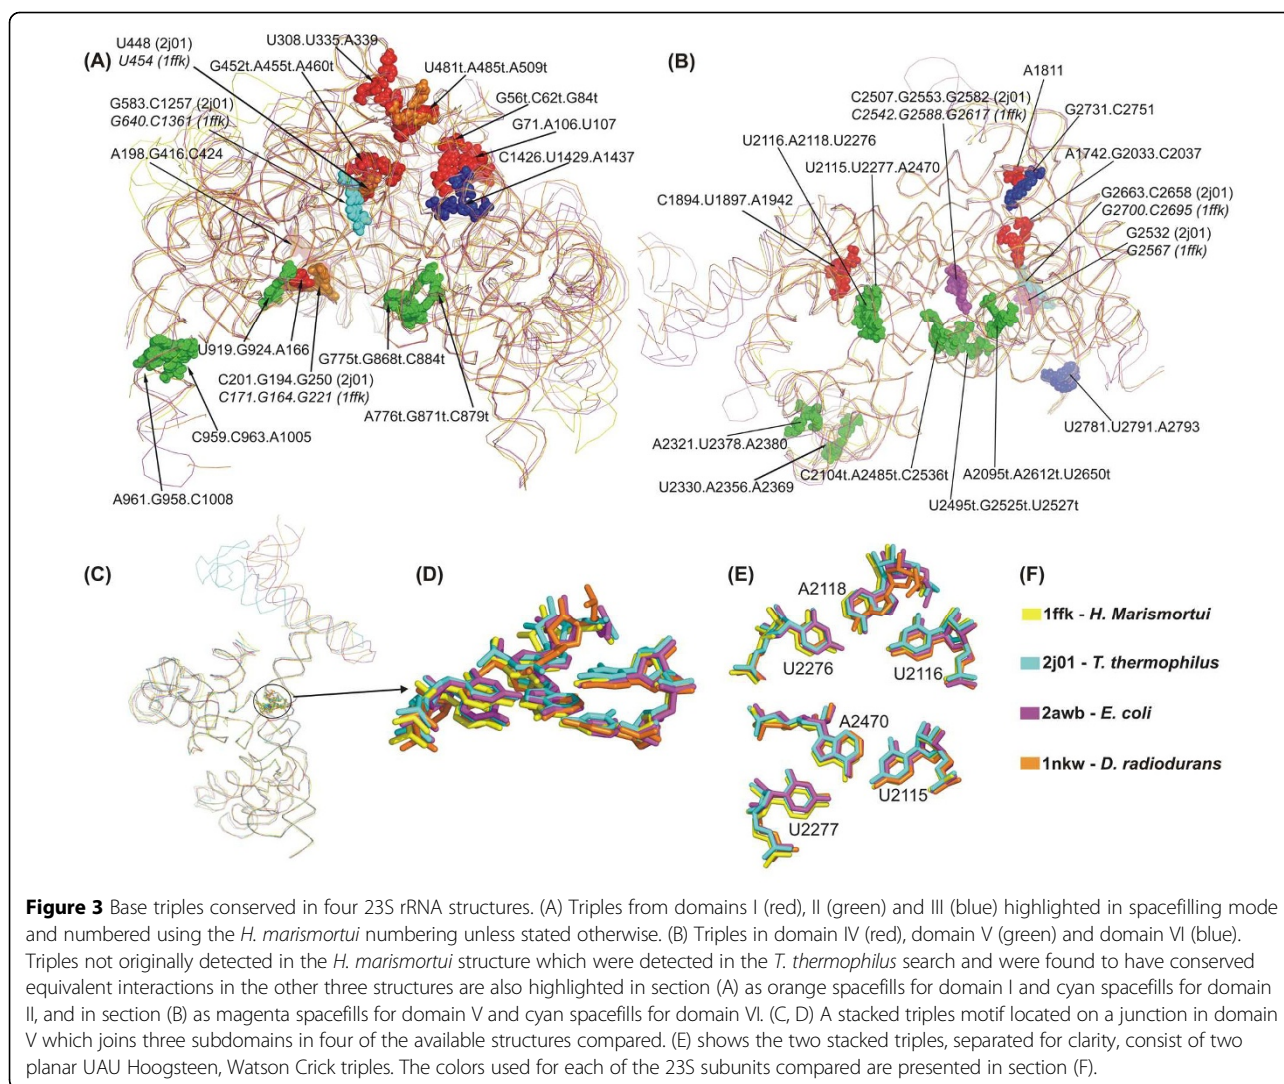 (A)
U448 (2j01)
U454 (1ffk)
U308.U335.A339
G452t.A455t.A460t
U481t.A485t.A509t
G583.C1257 (2j01)
G640.C1361 (1ffk)
G56t.C62t.G84t
G71.A106.U107
A198.G416.C424
C1426.U1429.A1437
U919.G924.A166
G775t.G868t.C884t
C201.G194.G250 (2j01)
C171.G164.G221 (1ffk)
A776t.G871t.C879t
C959.C963.A1005
A961.G958.C1008
(B)
A1811
C2507.G2553.G2582 (2j01)
C2542.G2588.G2617 (1ffk)
G2731.C2751
U2116.A2118.U2276
A1742.G2033.C2037
U2115.U2277.A2470
C1894.U1897.A1942
G2663.C2658 (2j01)
G2700.C2695 (1ffk)
G2532 (2j01)
G2567 (1ffk)
U2781.U2791.A2793
A2321.U2378.A2380
C2104t.A2485t.C2536t
A2095t.A2612t.U2650t
U2330.A2356.A2369
U2495t.G2525t.U2527t
(C)
(D)
(E)
A2118
U2276
U2116
A2470
U2115
U2277
(F)
1ffk - H. Marismortui
2j01 - T. thermophilus
2awb - E. coli
1nkw - D. radiodurans
Figure 3 Base triples conserved in four 23S rRNA structures. (A) Triples from domains I (red), II (green) and III (blue) highlighted in spacefilling mode
and numbered using the H. marismortui numbering unless stated otherwise. (B) Triples in domain IV (red), domain V (green) and domain VI (blue).
Triples not originally detected in the H. marismortui structure which were detected in the T. thermophilus search and were found to have conserved
equivalent interactions in the other three structures are also highlighted in section (A) as orange spacefills for domain I and cyan spacefills for domain
II, and in section (B) as magenta spacefills for domain V and cyan spacefills for domain VI. (C, D) A stacked triples motif located on a junction in domain
V which joins three subdomains in four of the available structures compared. (E) shows the two stacked triples, separated for clarity, consist of two
planar UAU Hoogsteen, Watson Crick triples. The colors used for each of the 23S subunits compared are presented in section (F).